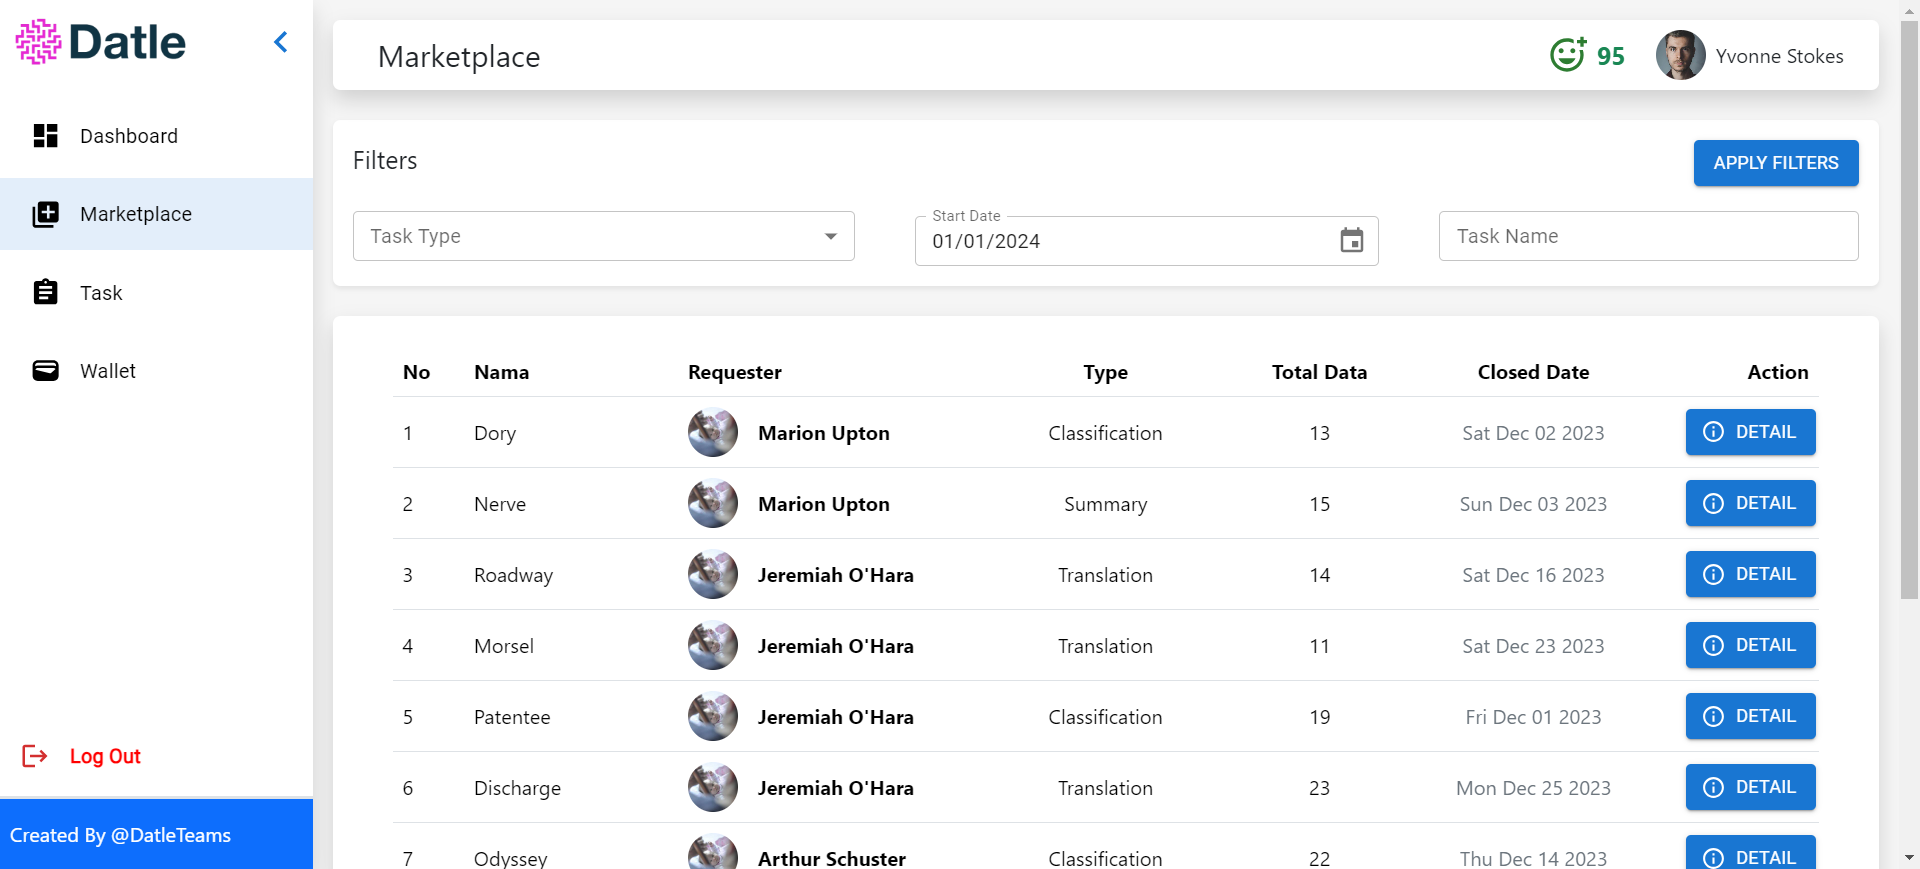 Datle
Dashboard
Marketplace
Task
Wallet
Log Out
Created By @DatleTeams
Marketplace
95
Yvonne Stokes
Filters
APPLY FILTERS
Task Type
Start Date
01/01/2024
Task Name
No Nama Requester Type Total Data Closed Date Action
1 Dory Marion Upton Classification 13 Sat Dec 02 2023 DETAIL
2 Nerve Marion Upton Summary 15 Sun Dec 03 2023 DETAIL
3 Roadway Jeremiah O'Hara Translation 14 Sat Dec 16 2023 DETAIL
4 Morsel Jeremiah O'Hara Translation 11 Sat Dec 23 2023 DETAIL
5 Patentee Jeremiah O'Hara Classification 19 Fri Dec 01 2023 DETAIL
6 Discharge Jeremiah O'Hara Translation 23 Mon Dec 25 2023 DETAIL
7 Odyssey Arthur Schuster Classification 22 Thu Dec 14 2023 DETAIL